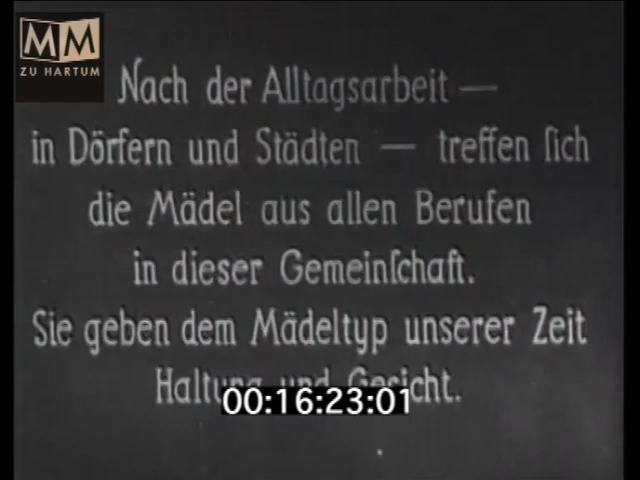 MM
ZU HARTUM
Nach der Alltagsarbeit —
in Dörfern und Städten — treffen ſich
die Mädel aus allen Berufen
in dieser Gemeinſchaft.
Sie geben dem Mädeltyp unserer Zeit
Haltung und Gesicht.
00:16:23:01